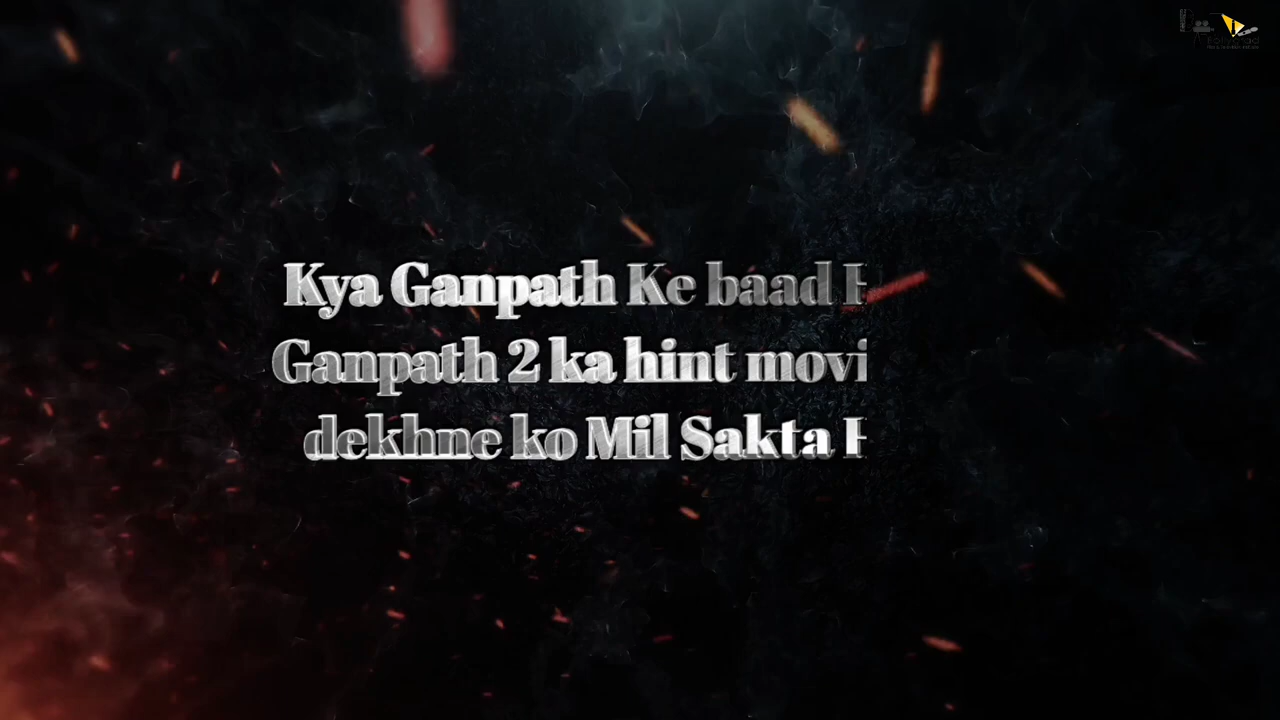 Kya Ganpath Ke baad
Ganpath 2 ka hint movi
dekhne ko Mil Sakta